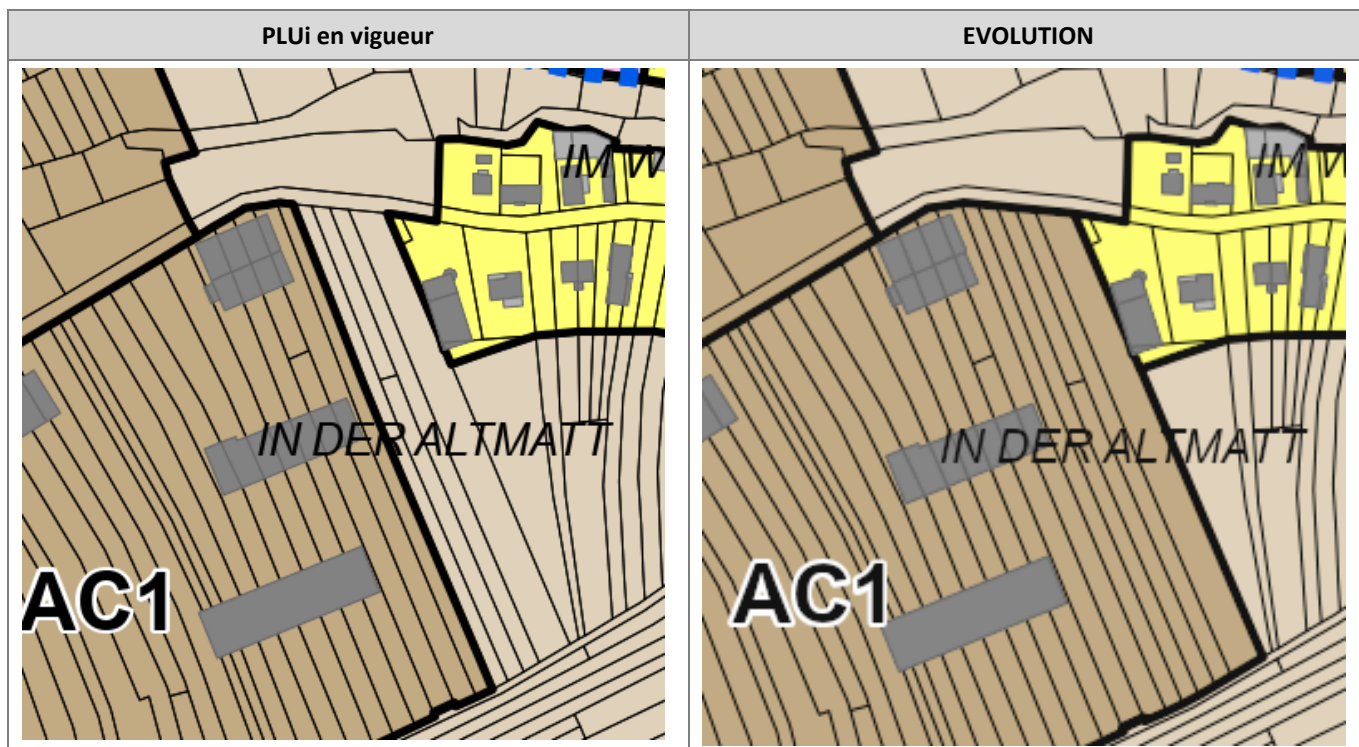 PLUi en vigueur
EVOLUTION
IM W
IM
IN DER ALTMATT
IN DER ALTMATT
AC1
AC1